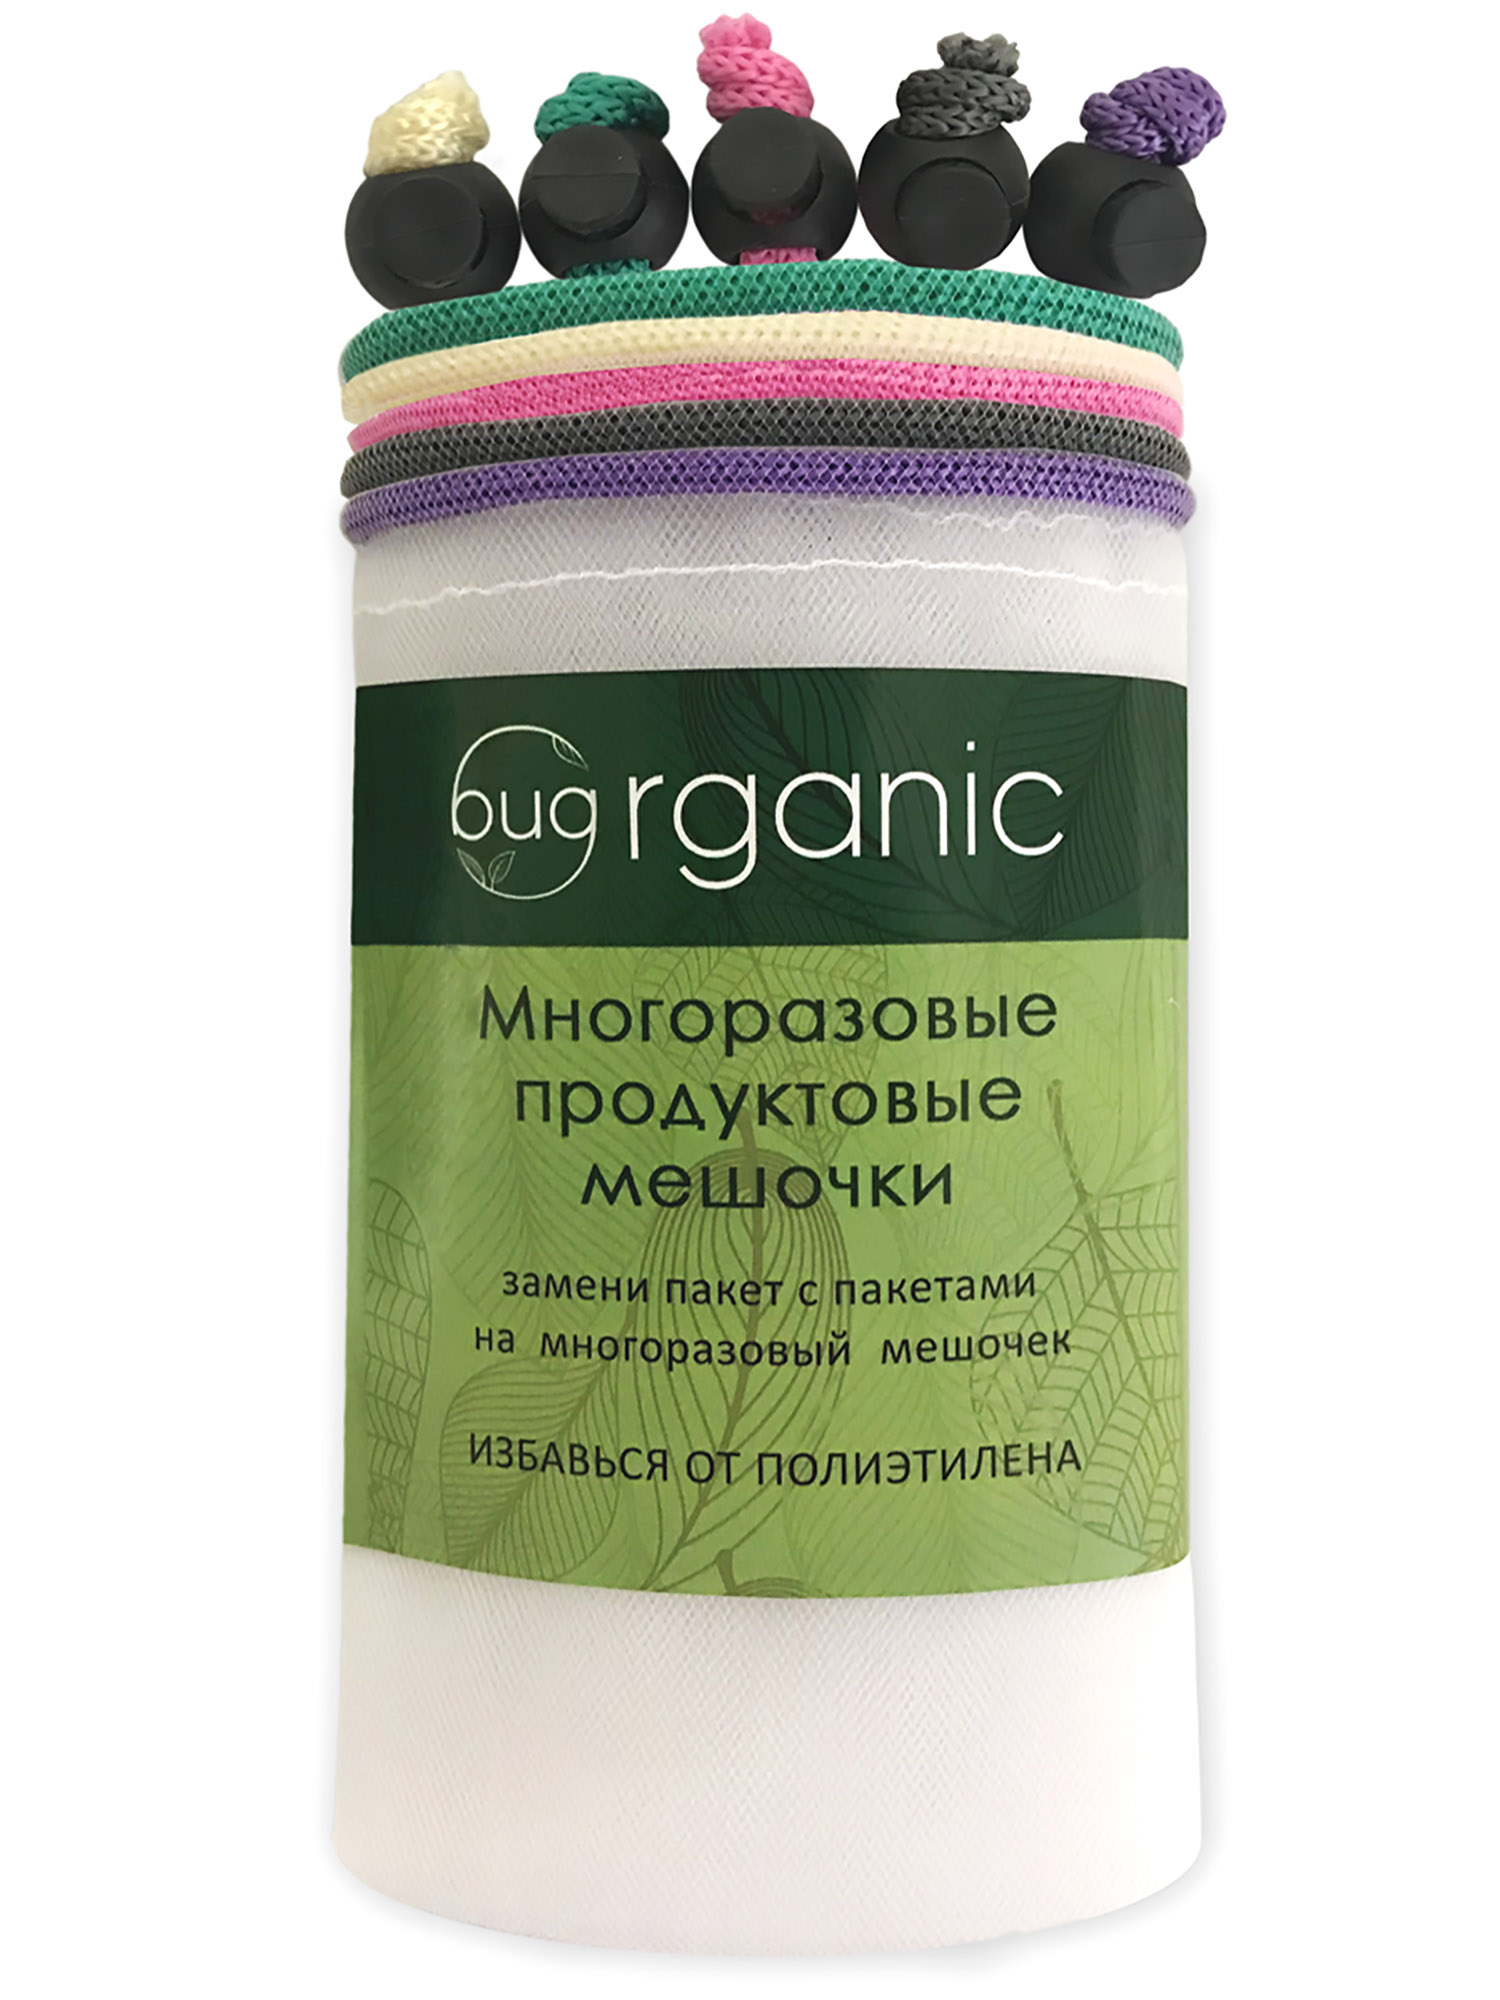 bug rganic
Многоразовые
продуктовые
мешочки
замени пакет с пакетами
на многоразовый мешочек
ИЗБАВЬСЯ ОТ ПОЛИЭТИЛЕНА